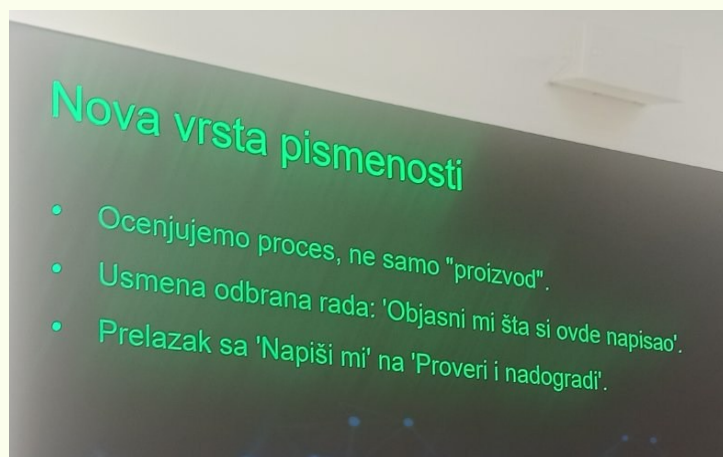 Nova vrsta pismenosti
• Ocenjujemo proces, ne samo "proizvod".
• Usmena odbrana rada: 'Objasni mi šta si ovde napisao'.
• Prelazak sa 'Napiši mi' na 'Proveri i nadogradi'.